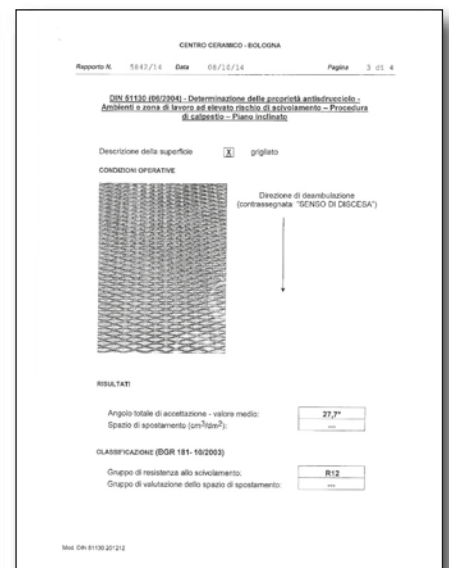 CENTRO CERAMICO - BOLOGNA
Rapporto N. 5842/14 Data 08/10/14 Pagina 3 di 4
DIN 51130 (06/2004) - Determinazione delle proprietà antisdrucciolo -
Ambienti o zona di lavoro ad elevato rischio di scivolamento – Procedura
di calpestio – Piano inclinato
Descrizione della superficie X grigliato
CONDIZIONI OPERATIVE
Direzione di deambulazione
(contrassegnata: "SENSO DI DISCESA")
RISULTATI
Angolo totale di accettazione - valore medio: 27,7°
Spazio di spostamento (cm3/dm2): ---
CLASSIFICAZIONE (BGR 181- 10/2003)
Gruppo di resistenza allo scivolamento: R12
Gruppo di valutazione dello spazio di spostamento: ---
Mod. DIN 51130 201212